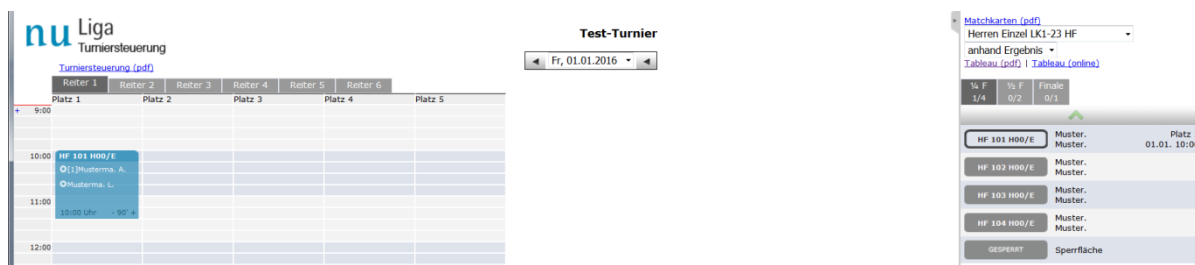 nu Liga
Turniersteuerung
Turniersteuerung (pdf)
Test-Turnier
Fr, 01.01.2016
Reiter 1 Reiter 2 Reiter 3 Reiter 4 Reiter 5 Reiter 6
Platz 1 Platz 2 Platz 3 Platz 4 Platz 5
+ 9:00
10:00
HF 101 H00/E
[1]Musterma. A.
Musterma. L.
11:00
10:00 Uhr - 90' +
12:00
Matchkarten (pdf)
Herren Einzel LK1-23 HF
anhand Ergebnis
Tableau (pdf) | Tableau (online)
¼ F ½ F Finale
1/4 0/2 0/1
HF 101 H00/E Muster. Platz
Muster. 01.01. 10:00
HF 102 H00/E Muster.
Muster.
HF 103 H00/E Muster.
Muster.
HF 104 H00/E Muster.
Muster.
GESPERRT Sperrfläche